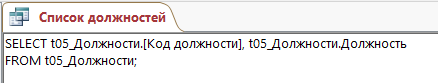 Список должностей
SELECT t05_Должности.[Код должности], t05_Должности.Должность
FROM t05_Должности;